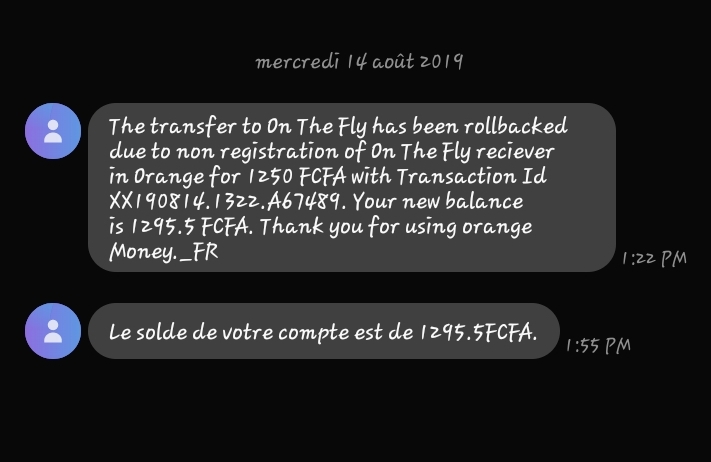 mercredi 14 août 2019
The transfer to On The Fly has been rollbacked
due to non registration of On The Fly reciever
in Orange for 1250 FCFA with Transaction Id
XX190814.1322.A67489. Your new balance
is 1295.5 FCFA. Thank you for using orange
Money._FR
1:22 PM
Le solde de votre compte est de 1295.5FCFA.
1:55 PM